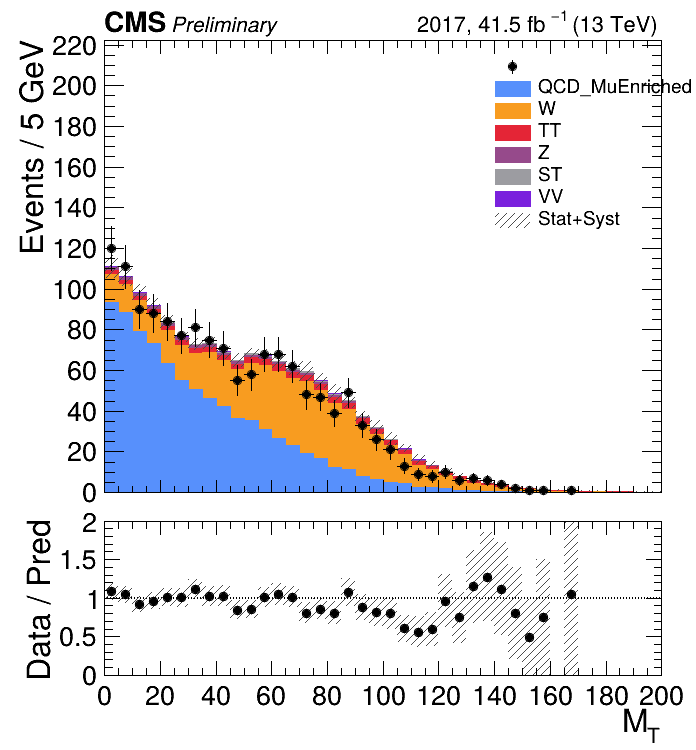 CMS Preliminary 2017, 41.5 fb⁻¹ (13 TeV)
Events / 5 GeV
220
200
180
160
140
120
100
80
60
40
20
0
QCD_MuEnriched
W
TT
Z
ST
VV
Stat+Syst
Data / Pred
2
1.5
1
0.5
0
0 20 40 60 80 100 120 140 160 180 200
M_T